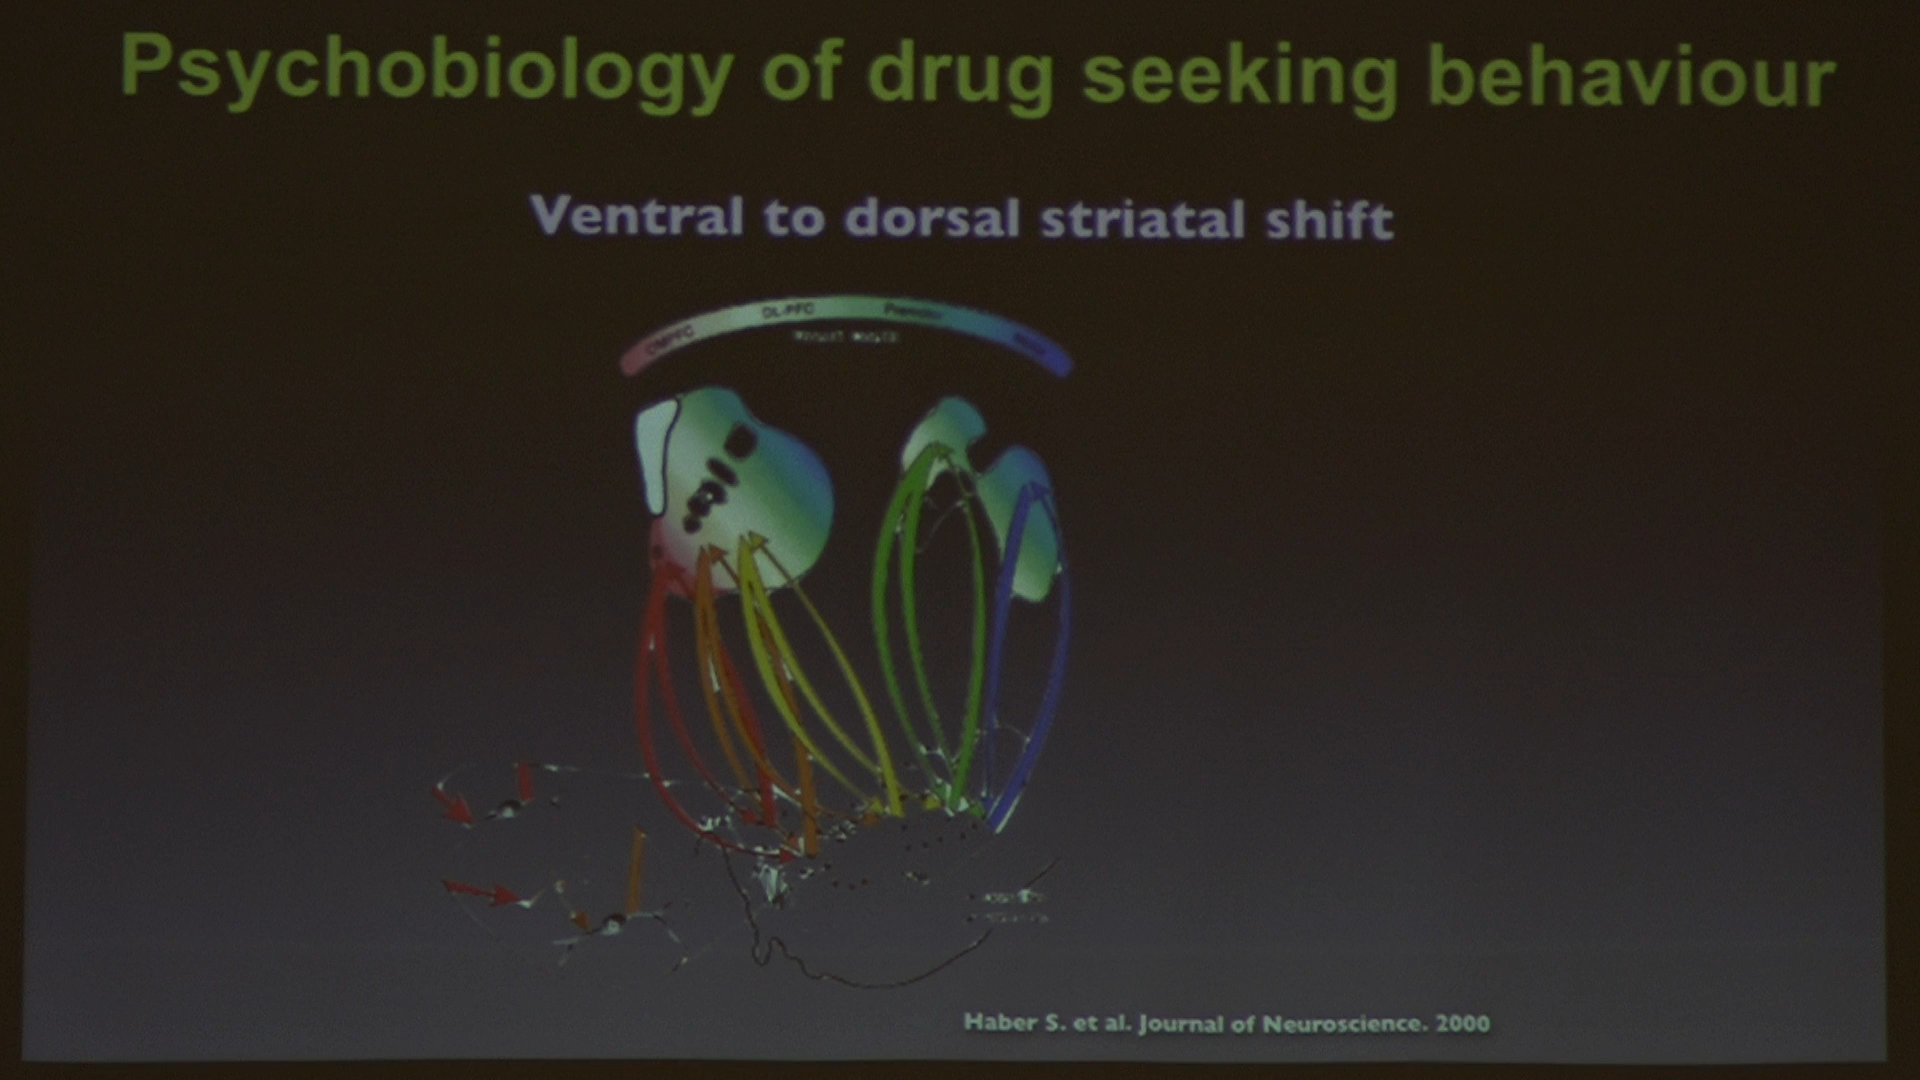 Psychobiology of drug seeking behaviour
Ventral to dorsal striatal shift
DL-PFC
OMPFC
Haber S. et al. Journal of Neuroscience. 2000